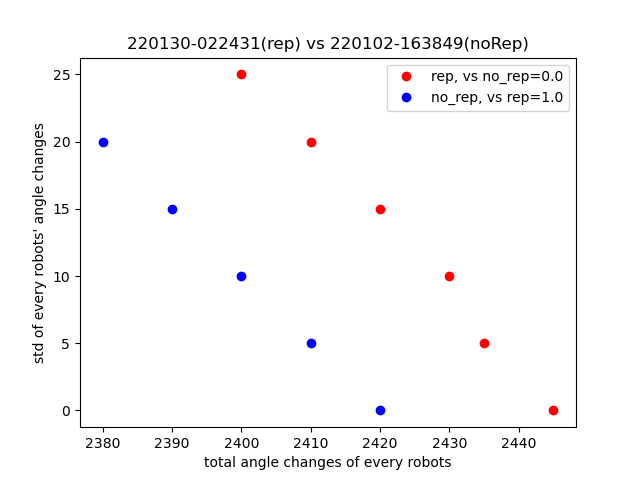 220130-022431(rep) vs 220102-163849(noRep)
rep, vs no_rep=0.0
no_rep, vs rep=1.0
std of every robots' angle changes
25
20
15
10
5
0
2380 2390 2400 2410 2420 2430 2440
total angle changes of every robots